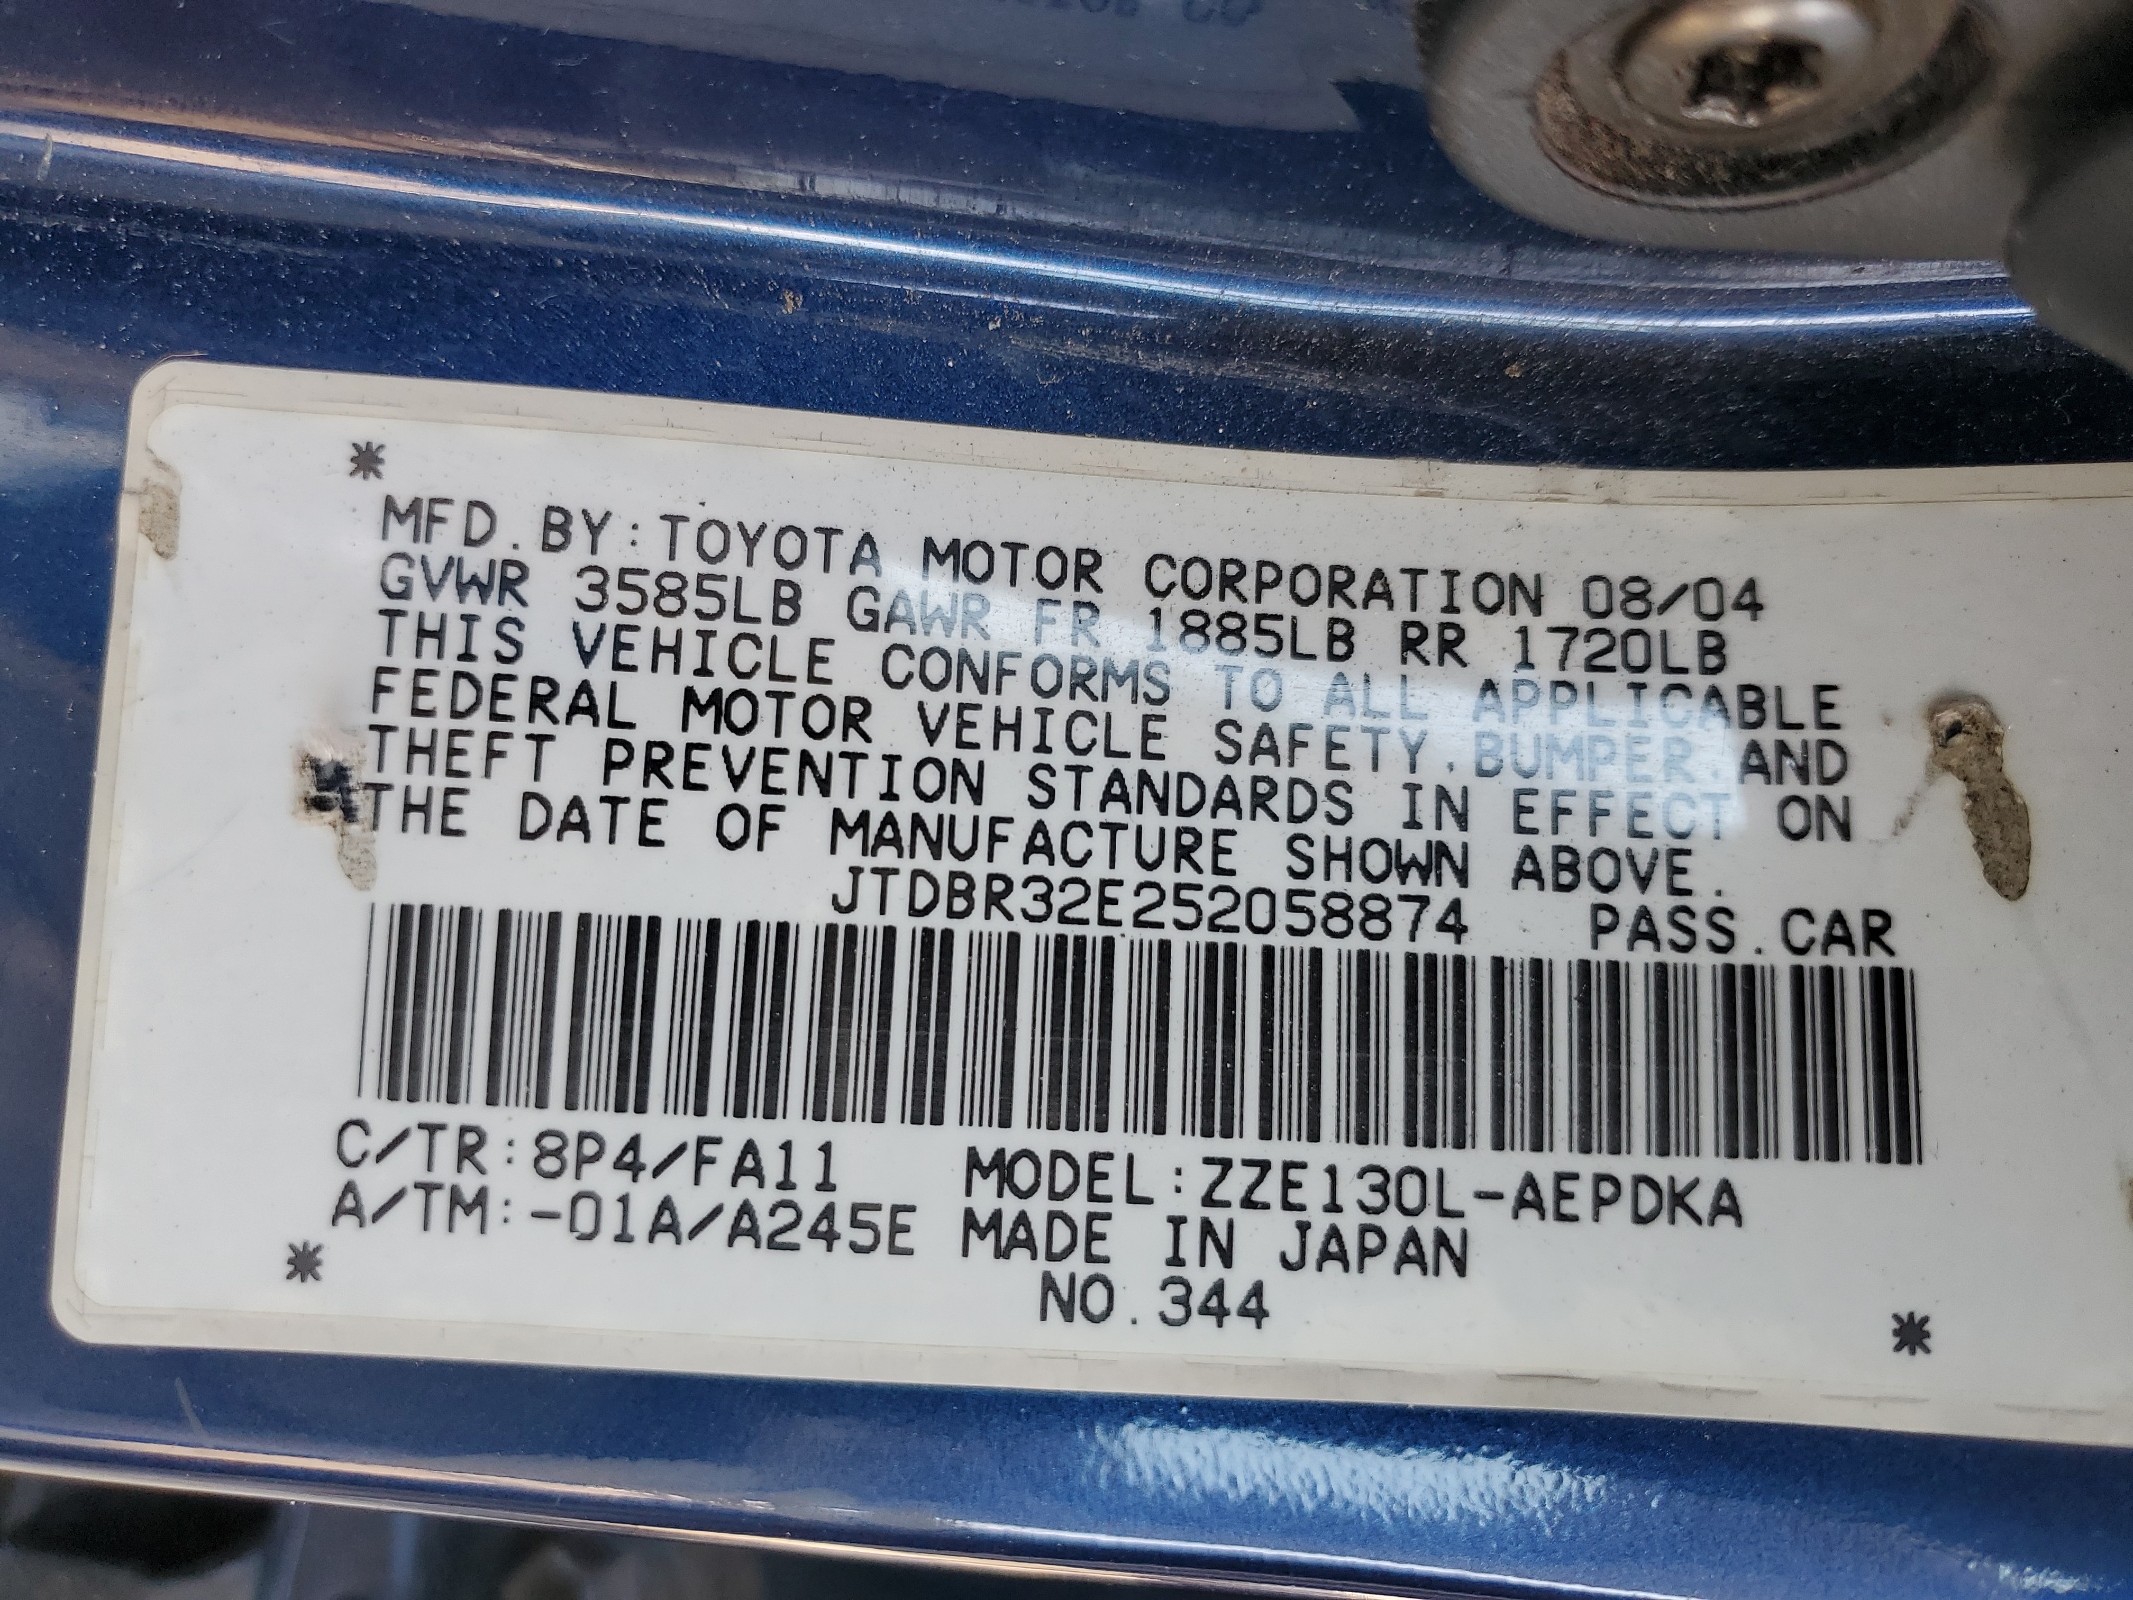 *
MFD.BY:TOYOTA MOTOR CORPORATION 08/04
GVWR 3585LB GAWR FR 1885LB RR 1720LB
THIS VEHICLE CONFORMS TO ALL APPLICABLE
FEDERAL MOTOR VEHICLE SAFETY,BUMPER,AND
THEFT PREVENTION STANDARDS IN EFFECT ON
THE DATE OF MANUFACTURE SHOWN ABOVE.
JTDBR32E252058874 PASS.CAR
C/TR:8P4/FA11 MODEL:ZZE130L-AEPDKA
A/TM:-01A/A245E MADE IN JAPAN
* NO.344 *